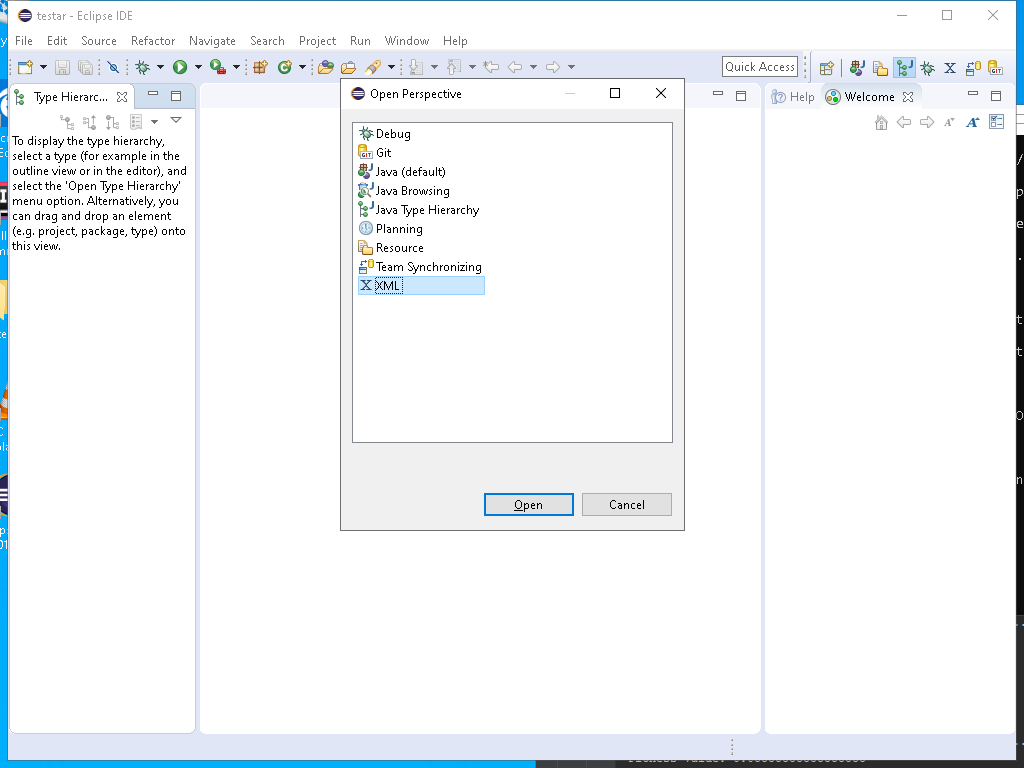 testar - Eclipse IDE
File Edit Source Refactor Navigate Search Project Run Window Help
Quick Access
Type Hierarc...
Help
Welcome
To display the type hierarchy,
select a type (for example in the
outline view or in the editor), and
select the 'Open Type Hierarchy'
menu option. Alternatively, you
can drag and drop an element
(e.g. project, package, type) onto
this view.
Open Perspective
Debug
Git
Java (default)
Java Browsing
Java Type Hierarchy
Planning
Resource
Team Synchronizing
XML
Open
Cancel